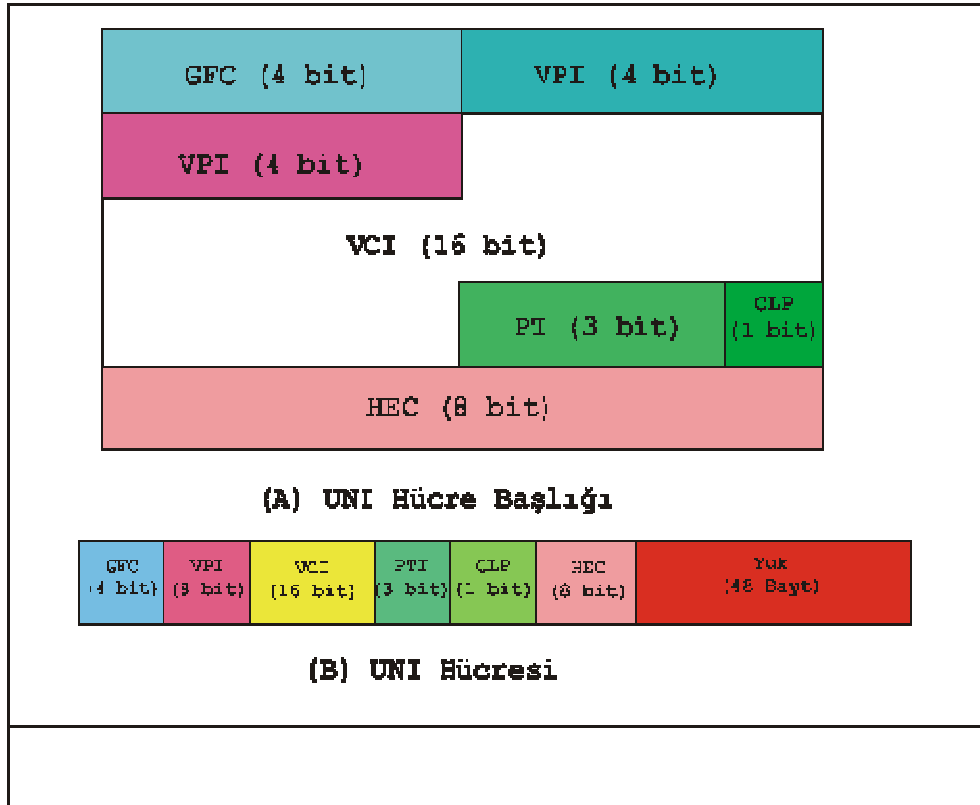 GFC (4 bit) VPI (4 bit)
VPI (4 bit)
VCI (16 bit)
PT (3 bit) CLP
(1 bit)
HEC (8 bit)
(A) UNI Hücre Başlığı
GFC VPI VCI PTI CLP HEC Yuk
(4 bit) (8 bit) (16 bit) (3 bit) (1 bit) (8 bit) (48 Bayt)
(B) UNI Hücresi